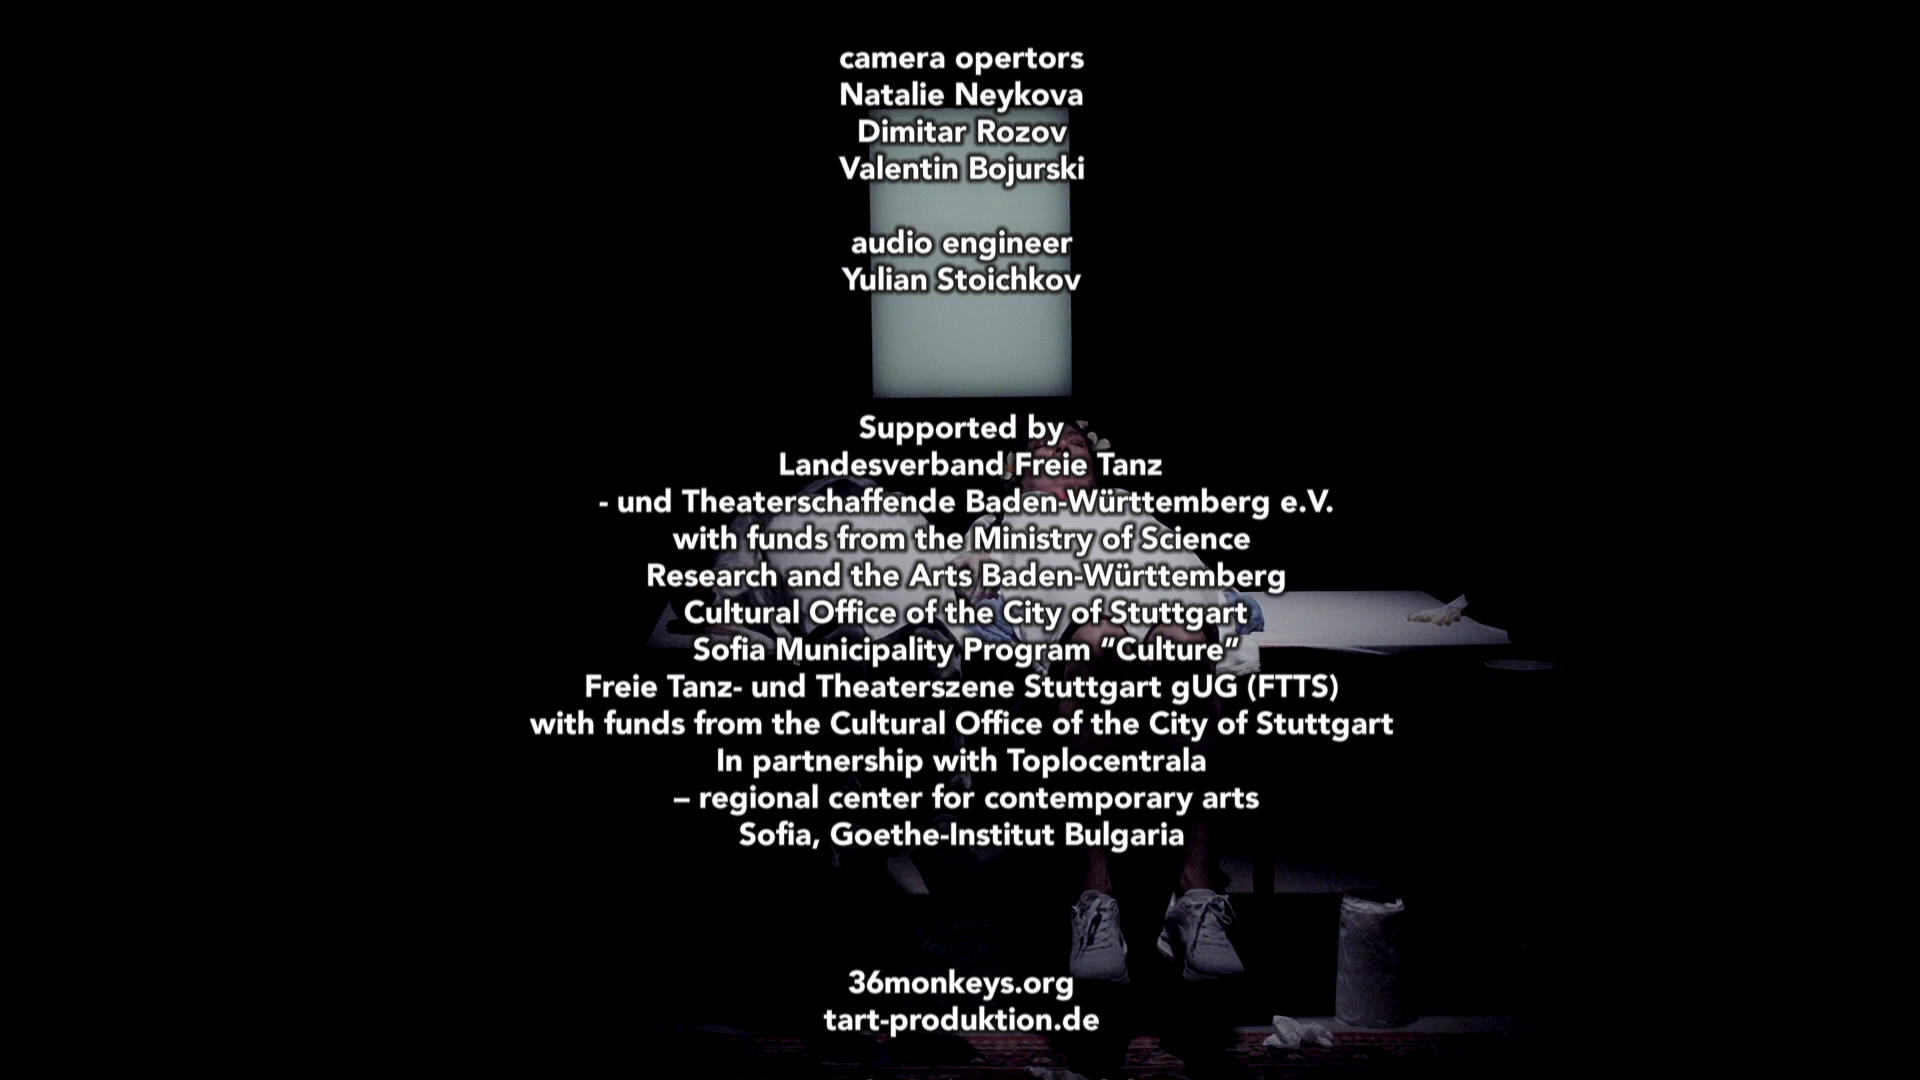 camera opertors
Natalie Neykova
Dimitar Rozov
Valentin Bojurski
audio engineer
Yulian Stoichkov
Supported by
Landesverband Freie Tanz
- und Theaterschaffende Baden-Württemberg e.V.
with funds from the Ministry of Science
Research and the Arts Baden-Württemberg
Cultural Office of the City of Stuttgart
Sofia Municipality Program “Culture”
Freie Tanz- und Theaterszene Stuttgart gUG (FTTS)
with funds from the Cultural Office of the City of Stuttgart
In partnership with Toplocentrala
– regional center for contemporary arts
Sofia, Goethe-Institut Bulgaria
36monkeys.org
tart-produktion.de